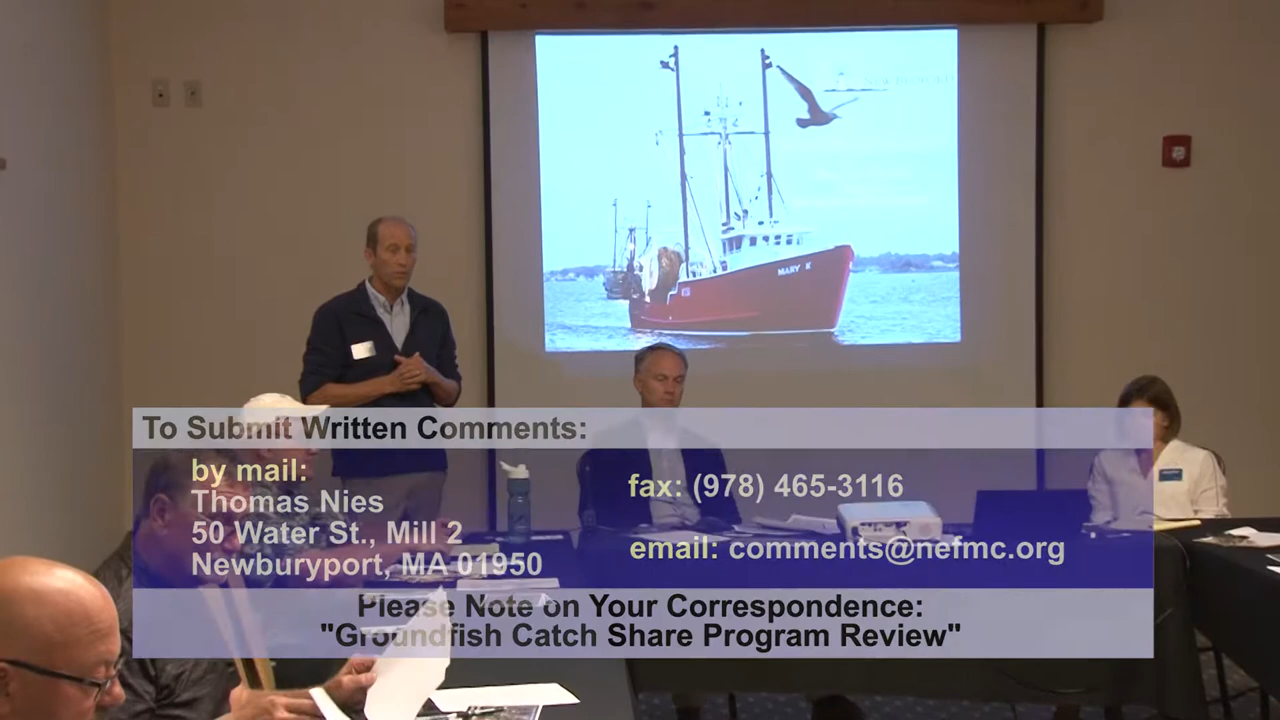 MARY K
To Submit Written Comments:
by mail:
Thomas Nies
50 Water St., Mill 2
Newburyport, MA 01950
fax: (978) 465-3116
email: comments@nefmc.org
Please Note on Your Correspondence:
"Groundfish Catch Share Program Review"